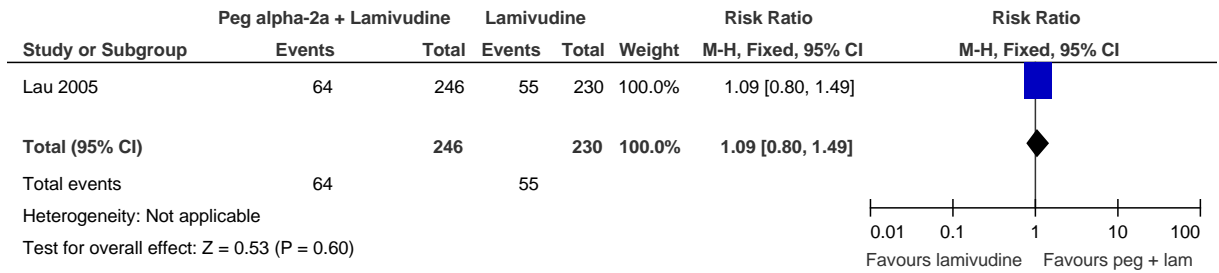 Peg alpha-2a + Lamivudine Lamivudine Risk Ratio Risk Ratio
Study or Subgroup Events Total Events Total Weight M-H, Fixed, 95% CI M-H, Fixed, 95% CI
Lau 2005 64 246 55 230 100.0% 1.09 [0.80, 1.49]
Total (95% CI) 246 230 100.0% 1.09 [0.80, 1.49]
Total events 64 55
Heterogeneity: Not applicable
Test for overall effect: Z = 0.53 (P = 0.60)
0.01 0.1 1 10 100
Favours lamivudine Favours peg + lam